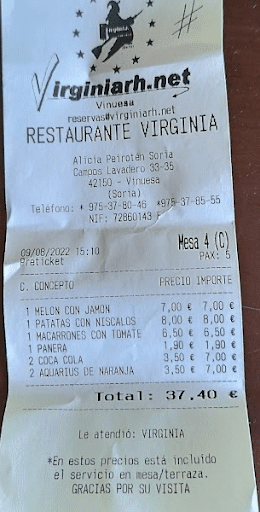 Virginiarh.net
Vinuesa
reservas#virginiarh.net
RESTAURANTE VIRGINIA
Alicia Peiroten Soria
Campos Lavadero 33-35
42150 - Vinuesa
(Soria)
Teléfono: * 975-37-80-46 *975-37-85-55
NIF: 72860143 F
09/08/2022 15:10 Mesa 4 (C)
Preticket PAX: 5
C. CONCEPTO PRECIO IMPORTE
1 MELON CON JAMON 7,00 € 7,00 €
1 PATATAS CON NISCALOS 8,00 € 8,00 €
1 MACARRONES CON TOMATE 6,50 € 6,50 €
1 PANERA 1,90 € 1,90 €
2 COCA COLA 3,50 € 7,00 €
2 AQUARIUS DE NARANJA 3,50 € 7,00 €
Total: 37.40 €
Le atendió: VIRGINIA
*En estos precios está incluido
el servicio en mesa/terraza.
GRACIAS POR SU VISITA